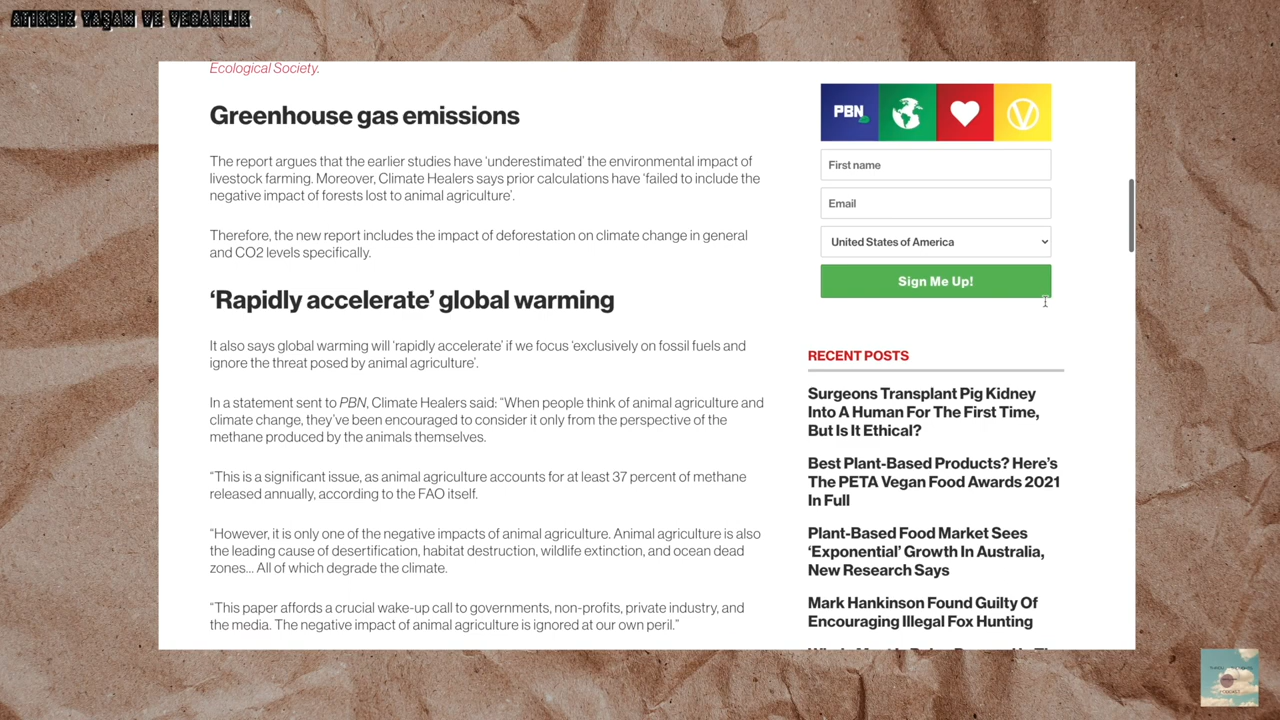 ATIKSIZ YAŞAM VE VEGANLIK
Ecological Society.
Greenhouse gas emissions
The report argues that the earlier studies have ‘underestimated’ the environmental impact of
livestock farming. Moreover, Climate Healers says prior calculations have ‘failed to include the
negative impact of forests lost to animal agriculture’.
Therefore, the new report includes the impact of deforestation on climate change in general
and CO2 levels specifically.
‘Rapidly accelerate’ global warming
It also says global warming will ‘rapidly accelerate’ if we focus ‘exclusively on fossil fuels and
ignore the threat posed by animal agriculture’.
In a statement sent to PBN, Climate Healers said: “When people think of animal agriculture and
climate change, they’ve been encouraged to consider it only from the perspective of the
methane produced by the animals themselves.
“This is a significant issue, as animal agriculture accounts for at least 37 percent of methane
released annually, according to the FAO itself.
“However, it is only one of the negative impacts of animal agriculture. Animal agriculture is also
the leading cause of desertification, habitat destruction, wildlife extinction, and ocean dead
zones… All of which degrade the climate.
“This paper affords a crucial wake-up call to governments, non-profits, private industry, and
the media. The negative impact of animal agriculture is ignored at our own peril.”
PBN
First name
Email
United States of America
Sign Me Up!
RECENT POSTS
Surgeons Transplant Pig Kidney
Into A Human For The First Time,
But Is It Ethical?
Best Plant-Based Products? Here’s
The PETA Vegan Food Awards 2021
In Full
Plant-Based Food Market Sees
‘Exponential’ Growth In Australia,
New Research Says
Mark Hankinson Found Guilty Of
Encouraging Illegal Fox Hunting